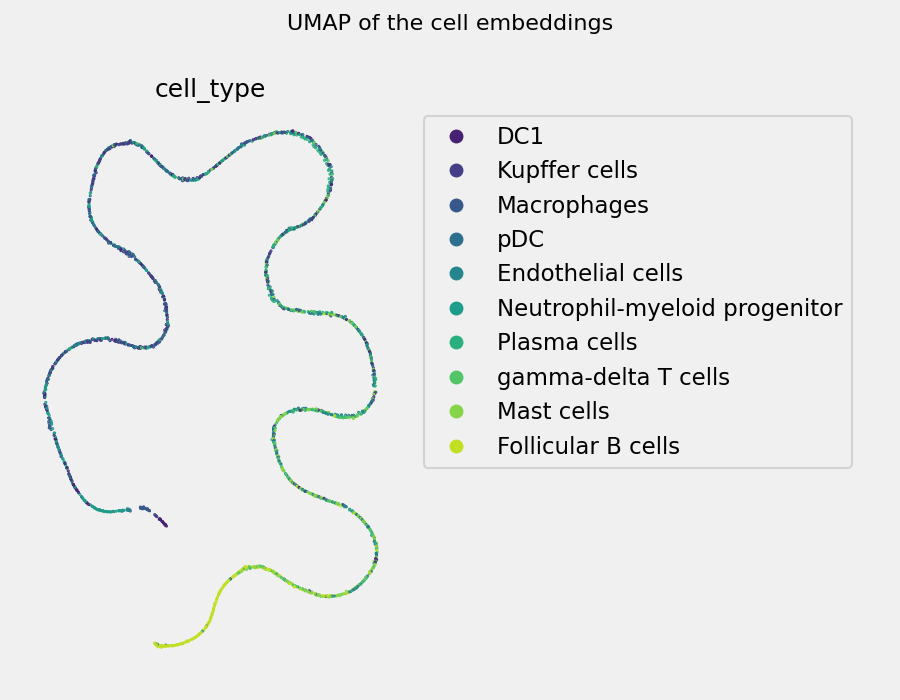 UMAP of the cell embeddings
cell_type
DC1
Kupffer cells
Macrophages
pDC
Endothelial cells
Neutrophil-myeloid progenitor
Plasma cells
gamma-delta T cells
Mast cells
Follicular B cells